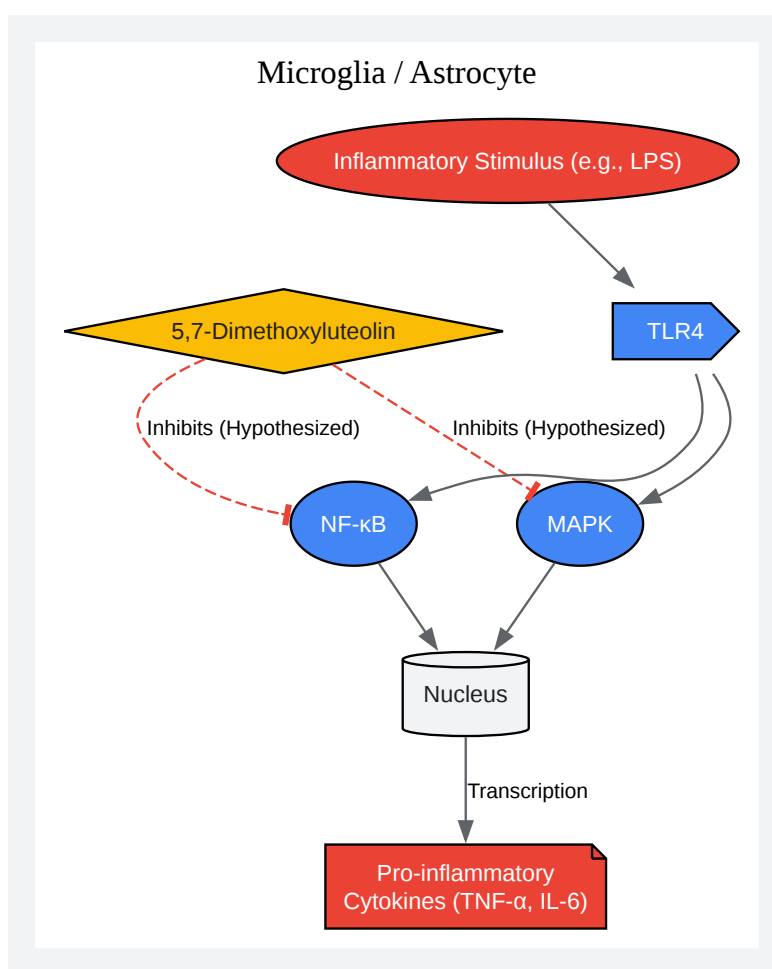 Microglia / Astrocyte
Inflammatory Stimulus (e.g., LPS)
5,7-Dimethoxyluteolin
TLR4
Inhibits (Hypothesized)
Inhibits (Hypothesized)
NF-κB
MAPK
Nucleus
Transcription
Pro-inflammatory
Cytokines (TNF-α, IL-6)